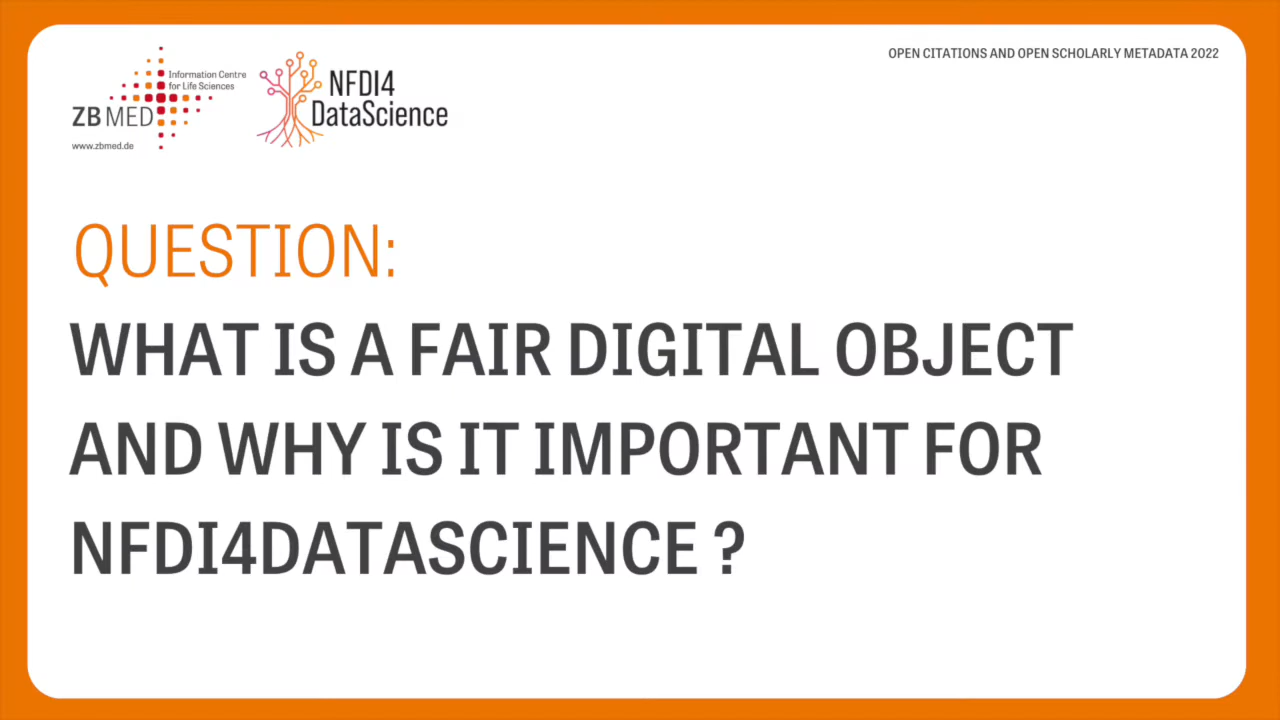 OPEN CITATIONS AND OPEN SCHOLARLY METADATA 2022
Information Centre
for Life Sciences
ZB MED
www.zbmed.de
NFDI4
DataScience
QUESTION:
WHAT IS A FAIR DIGITAL OBJECT
AND WHY IS IT IMPORTANT FOR
NFDI4DATASCIENCE ?